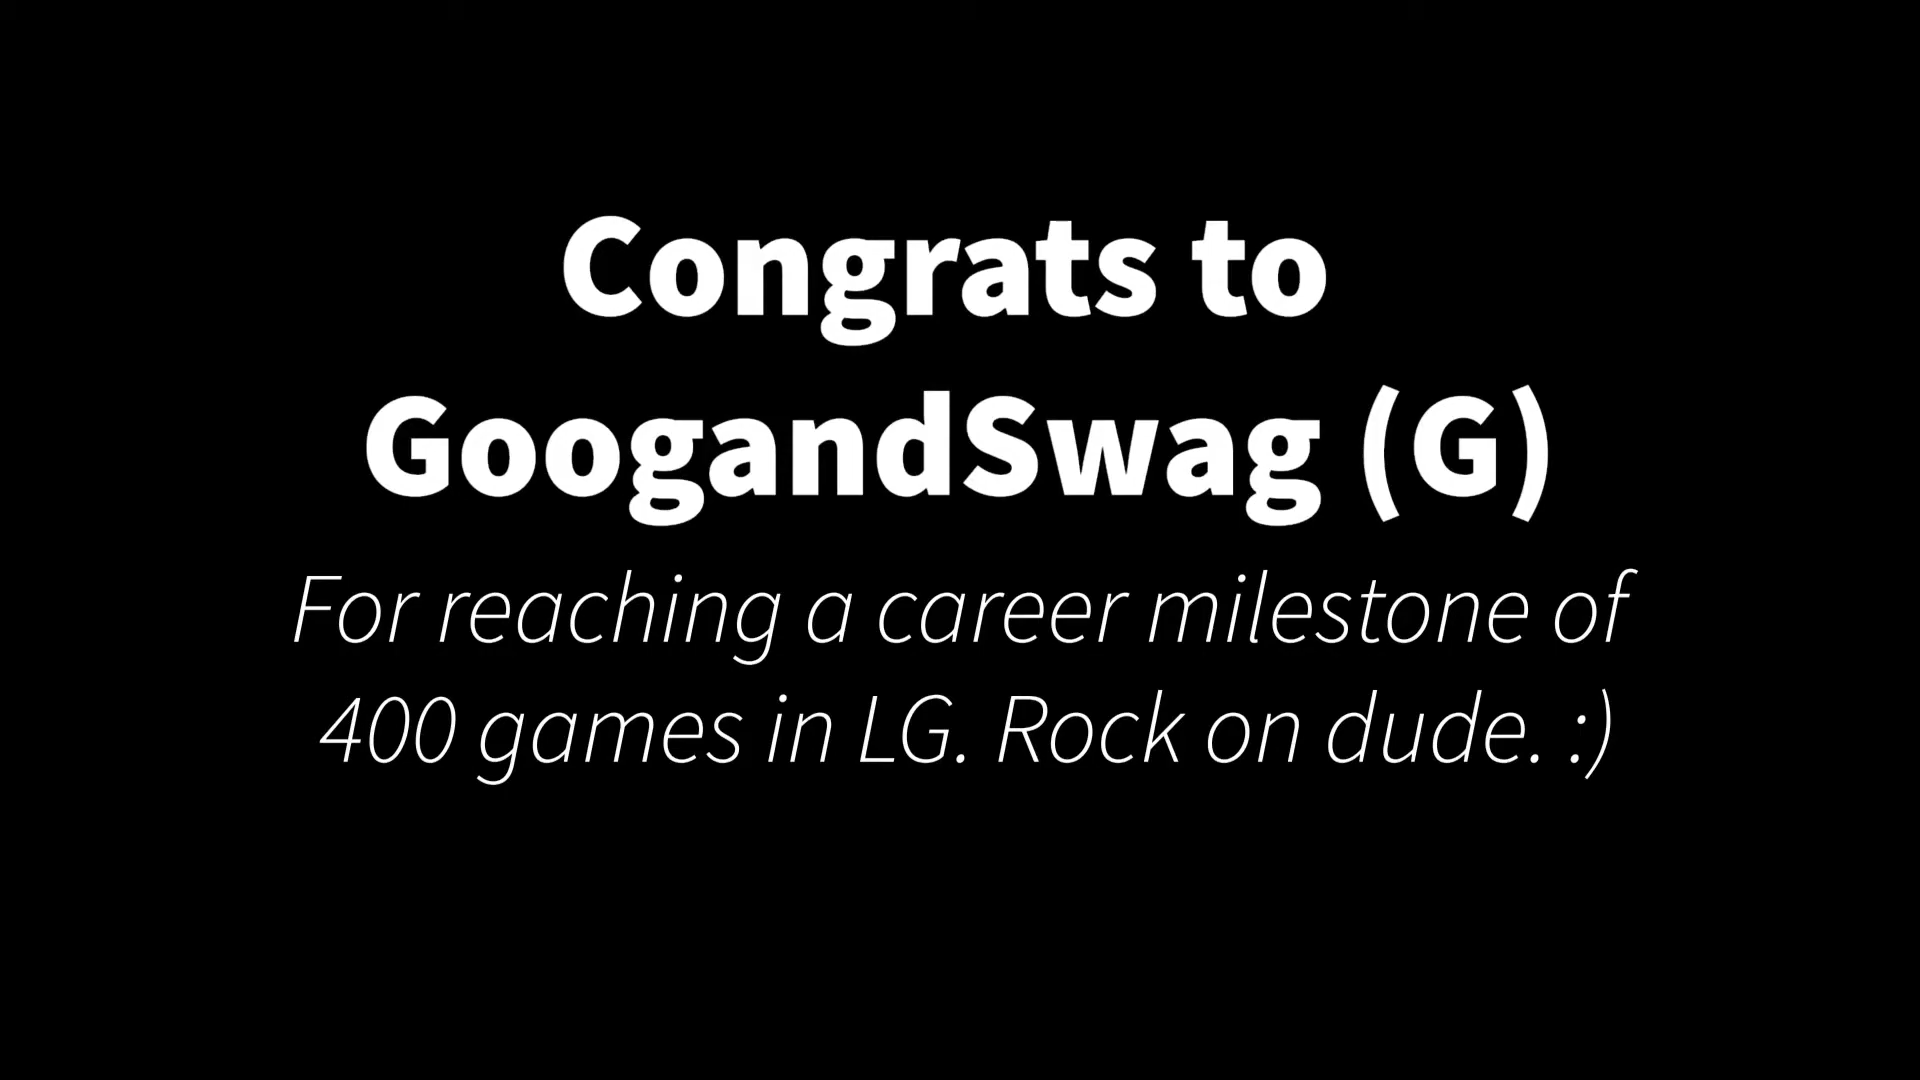 Congrats to
GoogandSwag (G)
For reaching a career milestone of
400 games in LG. Rock on dude. :)